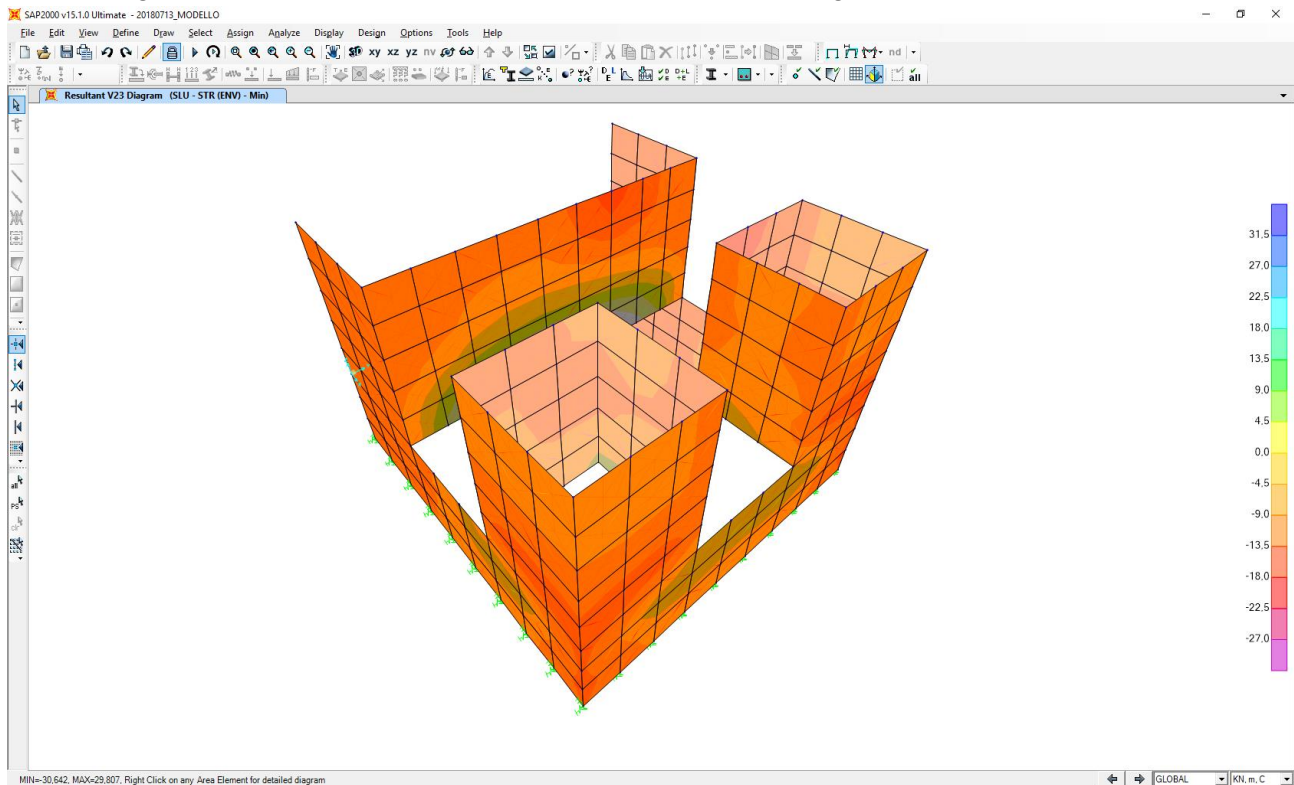 SAP2000 v15.1.0 Ultimate - 20180713_MODELLO
File Edit View Define Draw Select Assign Analyze Display Design Options Tools Help
xy xz yz nv nd
all
Resultant V23 Diagram (SLU - STR (ENV) - Min)
31,5
27,0
22,5
18,0
13,5
9,0
4,5
0,0
-4,5
-9,0
-13,5
-18,0
-22,5
-27,0
all
PS
clr
MIN=-30,642, MAX=29,807, Right Click on any Area Element for detailed diagram
GLOBAL
KN, m, C